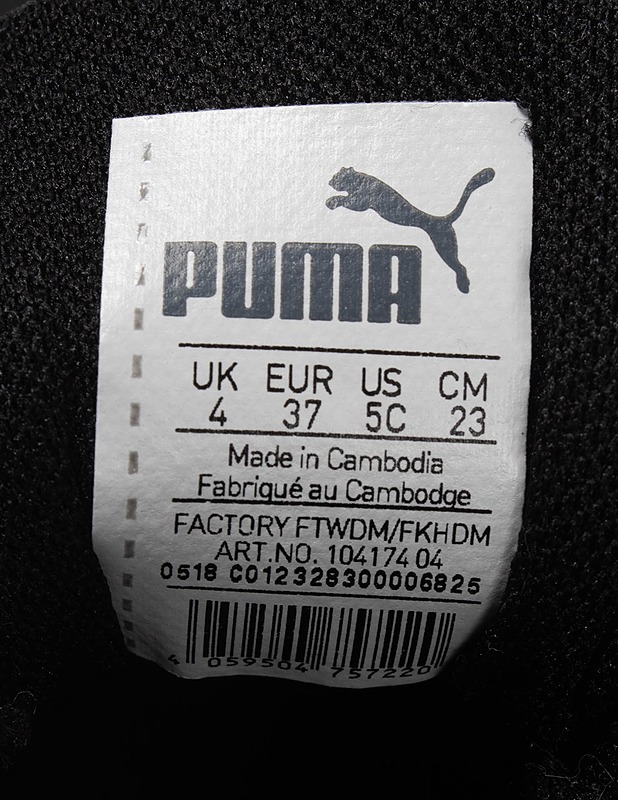 PUMA
UK EUR US CM
4 37 5C 23
Made in Cambodia
Fabriqué au Cambodge
FACTORY FTWDM/FKHDM
ART.NO. 104174 04
0518 C012328300006825
4 059504 757220